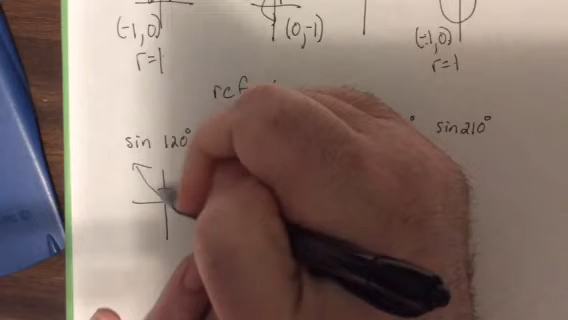 (-1,0) (0,-1) (-1,0)
r=1 r=1
ref
sin 120° ° sin 210°